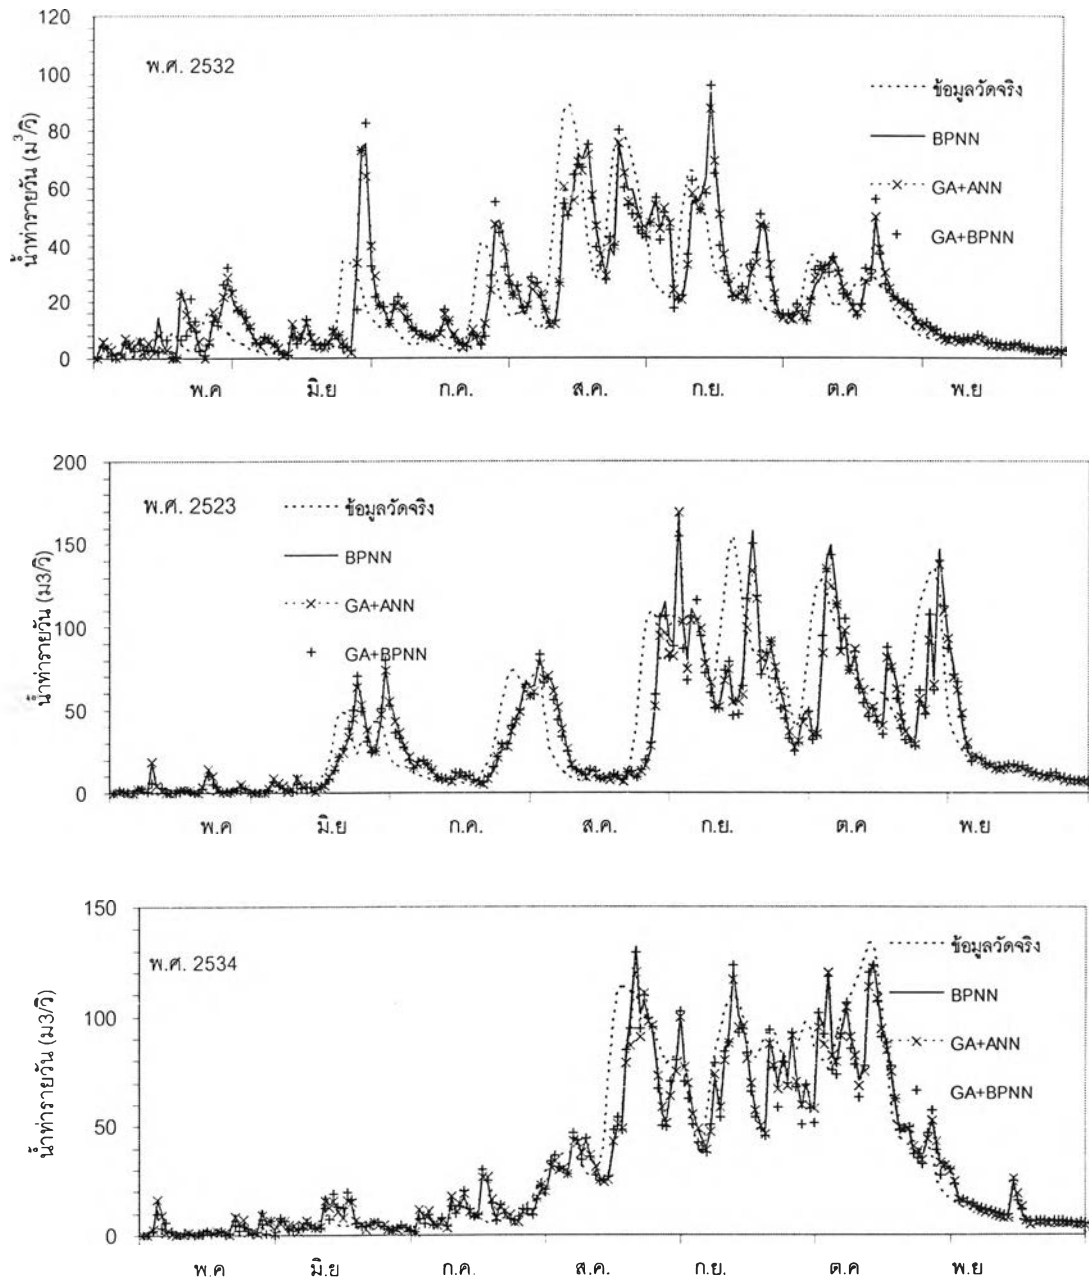 120
พ.ศ. 2532
100
ข้อมูลวัดจริง
80
BPNN
60
GA+ANN
40
GA+BPNN
20
0
น้ำท่ารายวัน (ม³/วิ)
พ.ค มิ.ย ก.ค. ส.ค. ก.ย. ต.ค พ.ย
200
พ.ศ. 2523
ข้อมูลวัดจริง
150
BPNN
GA+ANN
100
GA+BPNN
50
0
น้ำท่ารายวัน (ม3/วิ)
พ.ค มิ.ย ก.ค. ส.ค. ก.ย. ต.ค พ.ย
150
พ.ศ. 2534
ข้อมูลวัดจริง
BPNN
100
GA+ANN
GA+BPNN
50
0
น้ำท่ารายวัน (ม3/วิ)
พ.ค มิ.ย ก.ค. ส.ค. ก.ย. ต.ค พ.ย